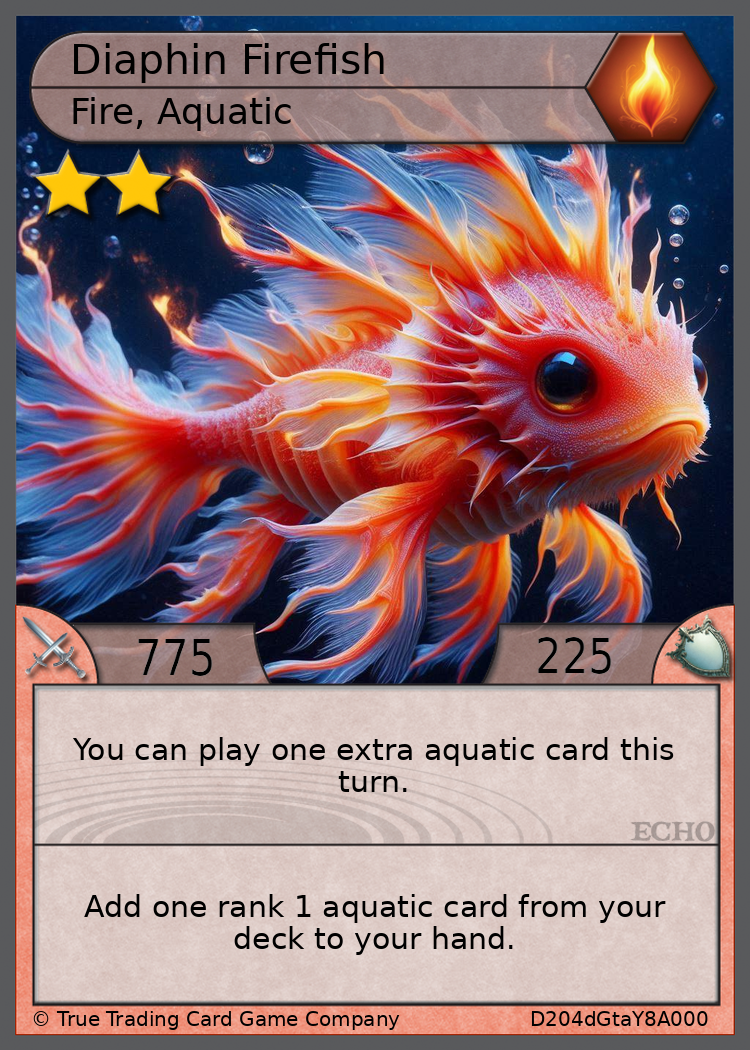 Diaphin Firefish
Fire, Aquatic
775
225
You can play one extra aquatic card this
turn.
ECHO
Add one rank 1 aquatic card from your
deck to your hand.
© True Trading Card Game Company
D204dGtaY8A000